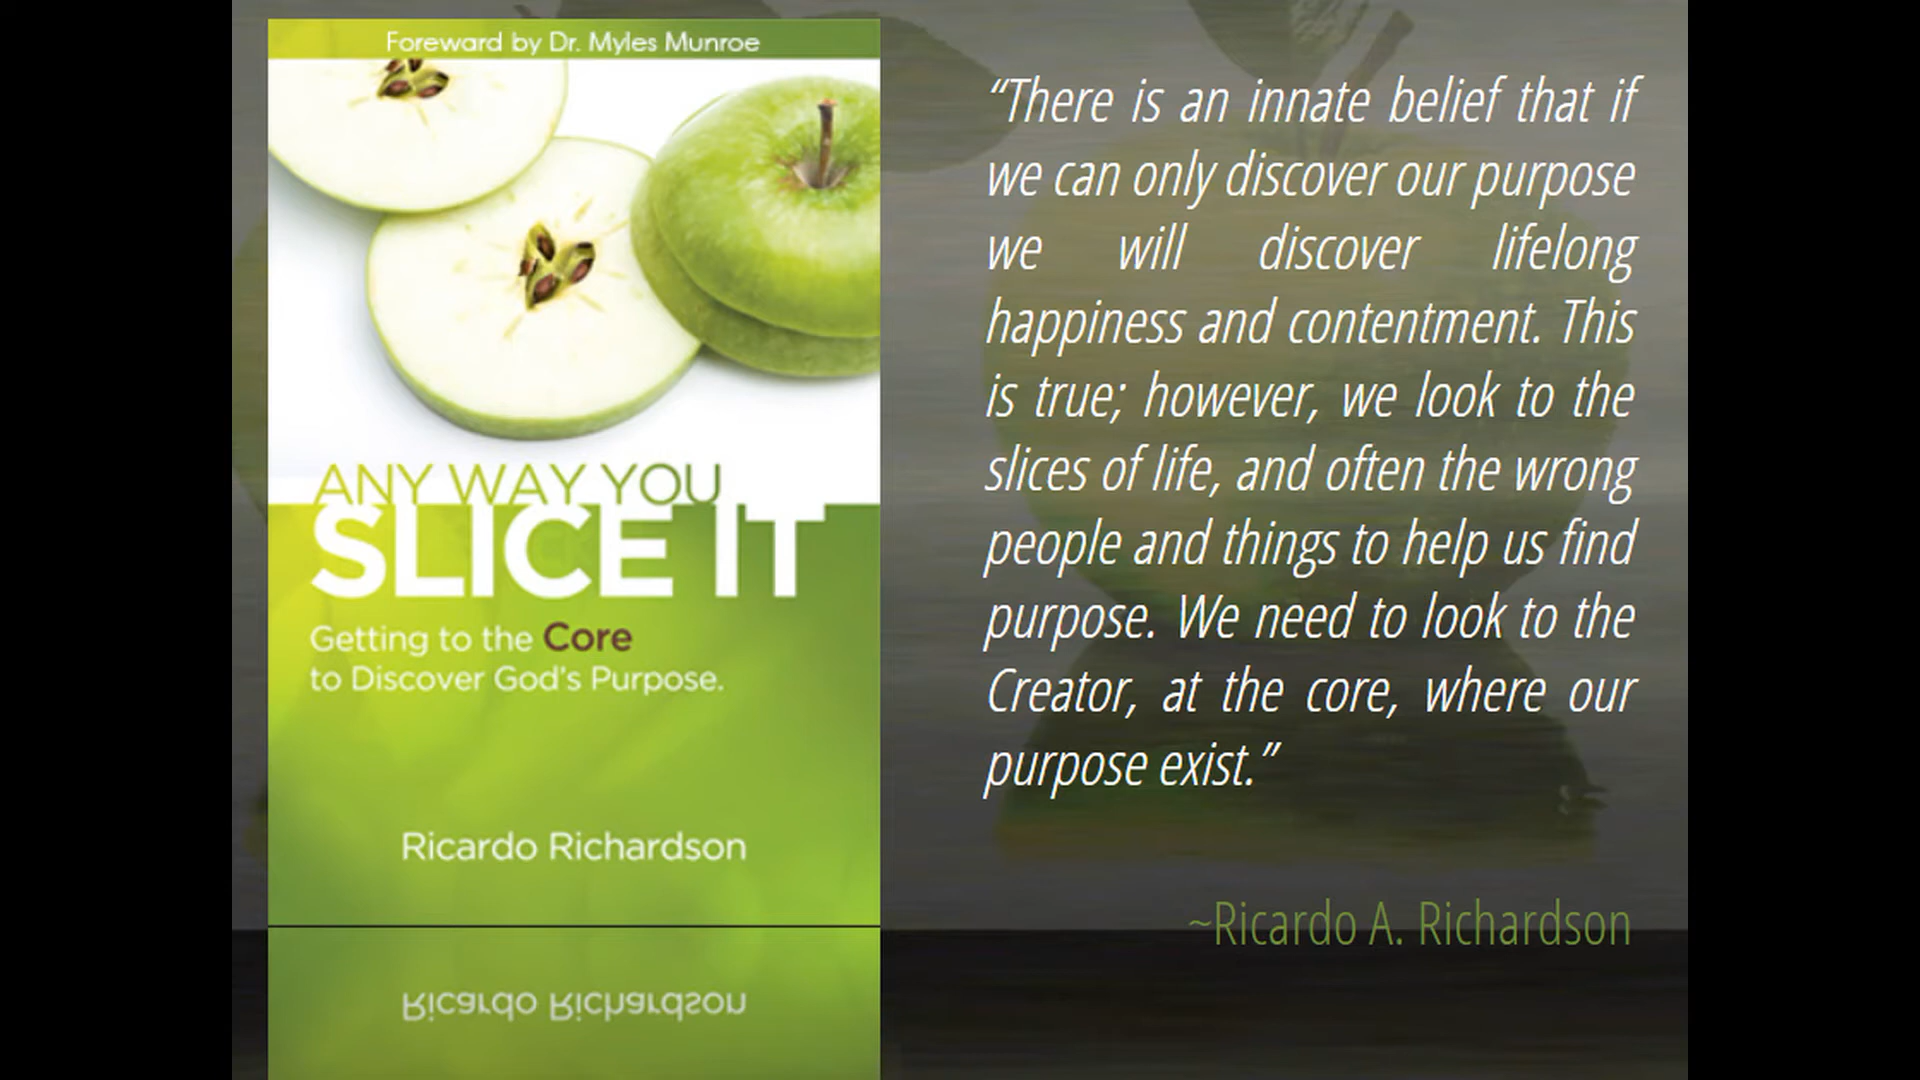 Foreward by Dr. Myles Munroe
ANY WAY YOU
SLICE IT
Getting to the Core
to Discover God's Purpose.
Ricardo Richardson
Ricardo Richardson
“There is an innate belief that if
we can only discover our purpose
we will discover lifelong
happiness and contentment. This
is true; however, we look to the
slices of life, and often the wrong
people and things to help us find
purpose. We need to look to the
Creator, at the core, where our
purpose exist.”
~Ricardo A. Richardson